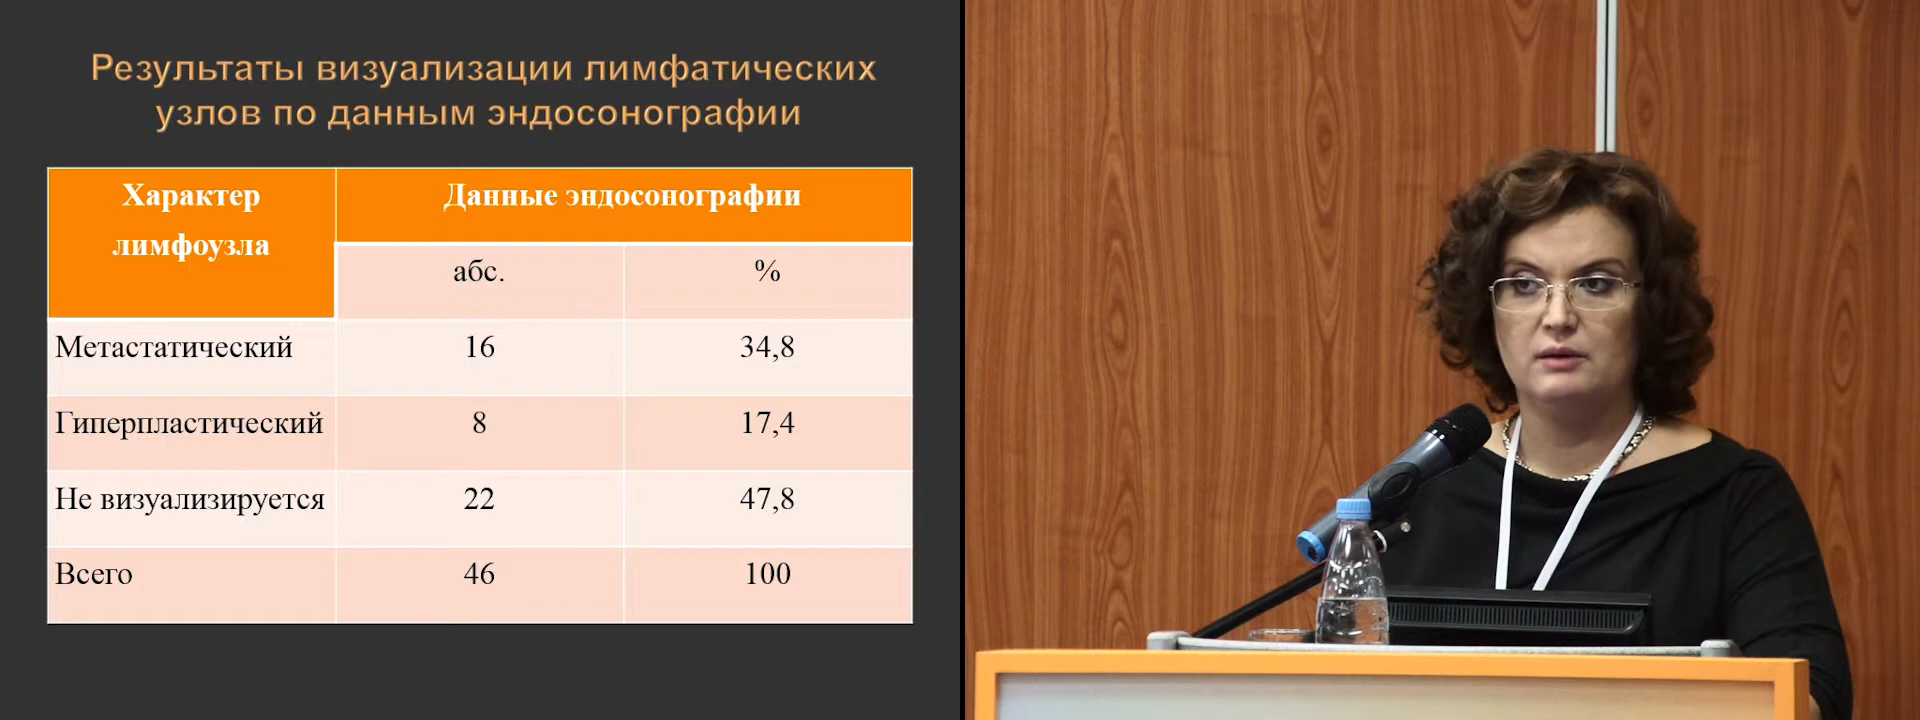 Результаты визуализации лимфатических
узлов по данным эндосонографии
Характер
лимфоузла
Данные эндосонографии
абс.
%
Метастатический 16 34,8
Гиперпластический 8 17,4
Не визуализируется 22 47,8
Всего 46 100